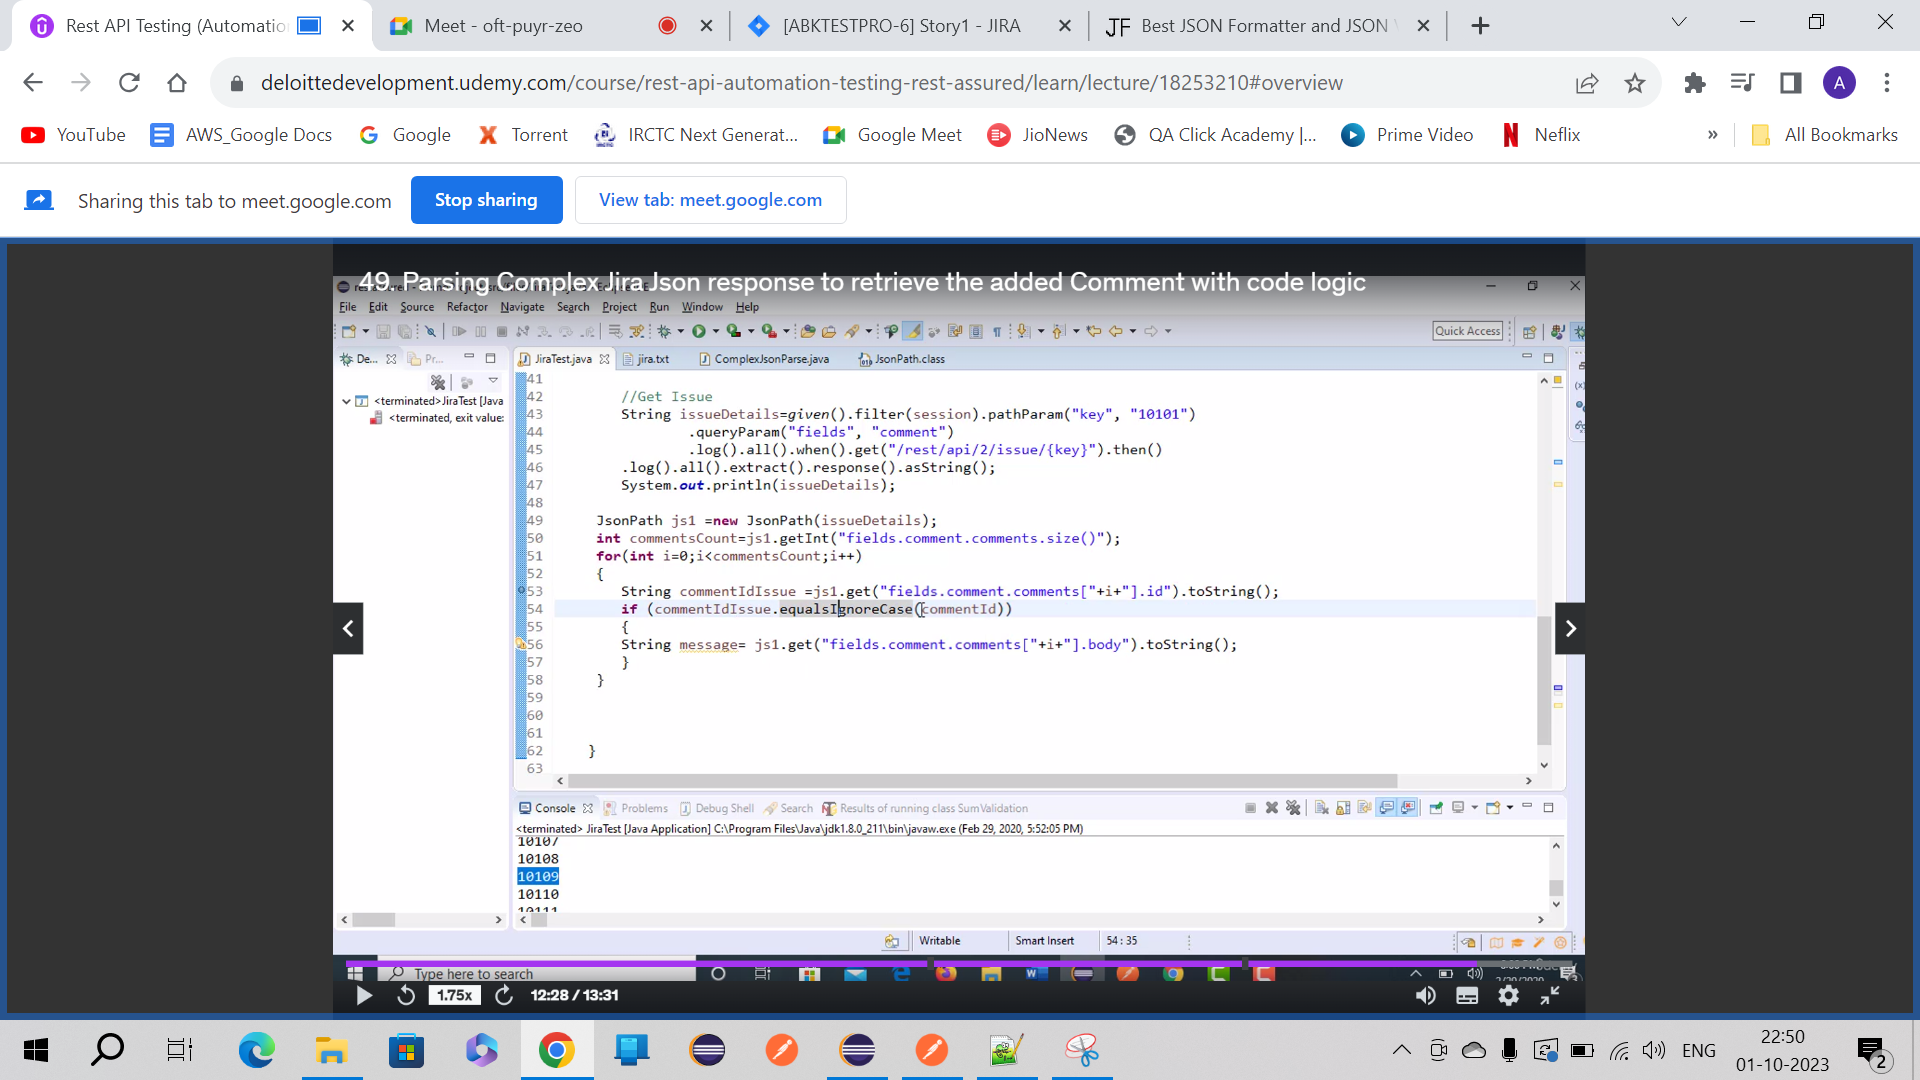 Rest API Testing (Automatio
Meet - oft-puyr-zeo
[ABKTESTPRO-6] Story1 - JIRA
Best JSON Formatter and JSON V
deloittedevelopment.udemy.com/course/rest-api-automation-testing-rest-assured/learn/lecture/18253210#overview
A
YouTube
AWS_Google Docs
Google
Torrent
IRCTC Next Generat...
Google Meet
JioNews
QA Click Academy |...
Prime Video
Neflix
»
All Bookmarks
Sharing this tab to meet.google.com
Stop sharing
View tab: meet.google.com
49. Parsing Complex Jira Json response to retrieve the added Comment with code logic
File Edit Source Refactor Navigate Search Project Run Window Help
Quick Access
De...
Pr...
JiraTest.java
jira.txt
ComplexJsonParse.java
JsonPath.class
<terminated>JiraTest [Java
<terminated, exit value:
41
42 //Get Issue
43 String issueDetails=given().filter(session).pathParam("key", "10101")
44 .queryParam("fields", "comment")
45 .log().all().when().get("/rest/api/2/issue/{key}").then()
46 .log().all().extract().response().asString();
47 System.out.println(issueDetails);
48
49 JsonPath js1 =new JsonPath(issueDetails);
50 int commentsCount=js1.getInt("fields.comment.comments.size()");
51 for(int i=0;i<commentsCount;i++)
52 {
53 String commentIdIssue =js1.get("fields.comment.comments["+i+"].id").toString();
54 if (commentIdIssue.equalsIgnoreCase(commentId))
55 {
56 String message= js1.get("fields.comment.comments["+i+"].body").toString();
57 }
58 }
59
60
61
62 }
63
Console
Problems
Debug Shell
Search
Results of running class SumValidation
<terminated> JiraTest [Java Application] C:\Program Files\Java\jdk1.8.0_211\bin\javaw.exe (Feb 29, 2020, 5:52:05 PM)
10107
10108
10109
10110
10111
Writable
Smart Insert
54 : 35
Type here to search
1.75x
12:28 / 13:31
ENG
22:50
01-10-2023
2